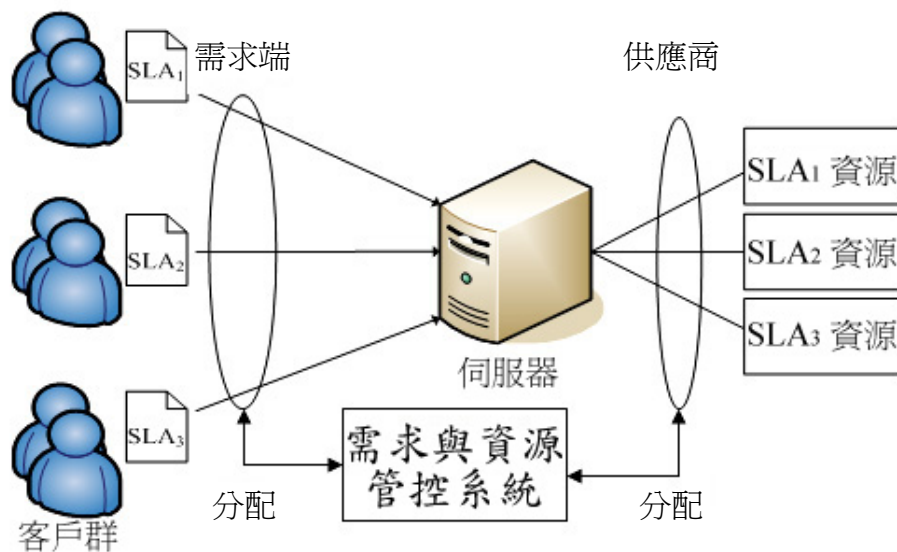 需求端
供應商
SLA₁
SLA₂
SLA₃
SLA₁ 資源
SLA₂ 資源
SLA₃ 資源
伺服器
需求與資源
管控系統
分配
分配
客戶群